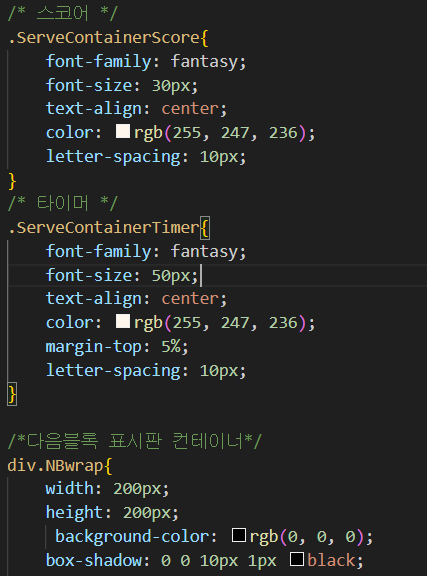 /* 스코어 */
.ServeContainerScore{
    font-family: fantasy;
    font-size: 30px;
    text-align: center;
    color: rgb(255, 247, 236);
    letter-spacing: 10px;
}
/* 타이머 */
.ServeContainerTimer{
    font-family: fantasy;
    font-size: 50px;
    text-align: center;
    color: rgb(255, 247, 236);
    margin-top: 5%;
    letter-spacing: 10px;
}

/*다음블록 표시판 컨테이너*/
div.NBwrap{
    width: 200px;
    height: 200px;
     background-color: rgb(0, 0, 0);
    box-shadow: 0 0 10px 1px black;